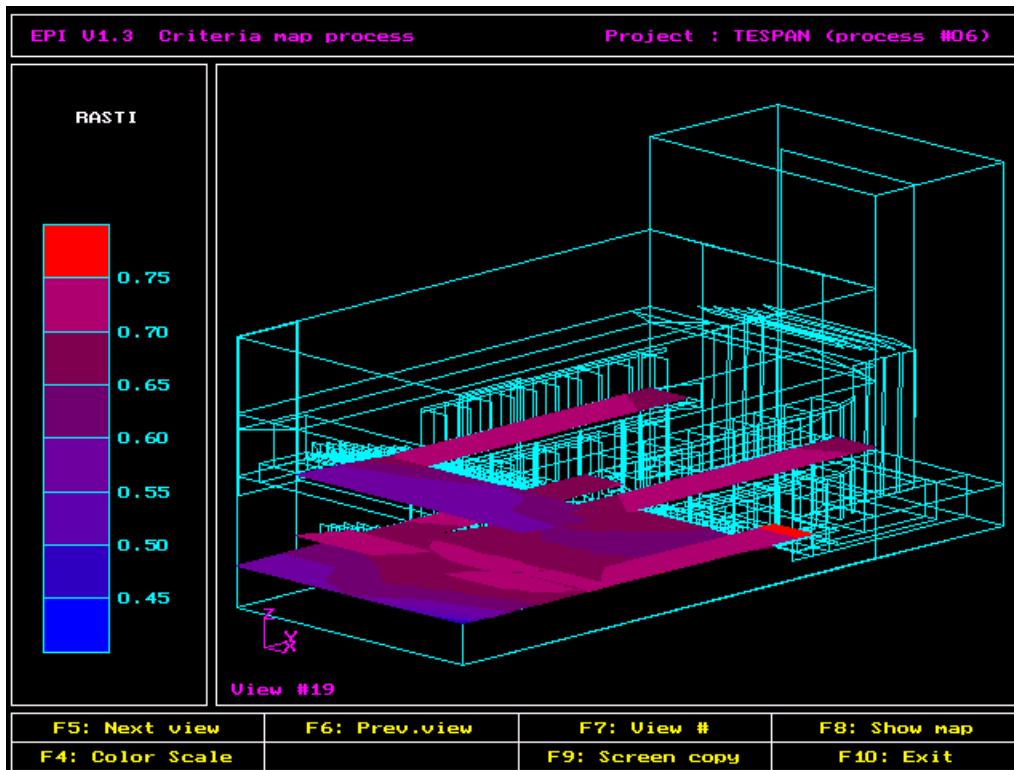 EPI V1.3 Criteria map process Project : TESPAN (process #06)
RASTI
0.75
0.70
0.65
0.60
0.55
0.50
0.45
Z
Y
X
View #19
F5: Next view F6: Prev.view F7: View # F8: Show map
F4: Color Scale F9: Screen copy F10: Exit